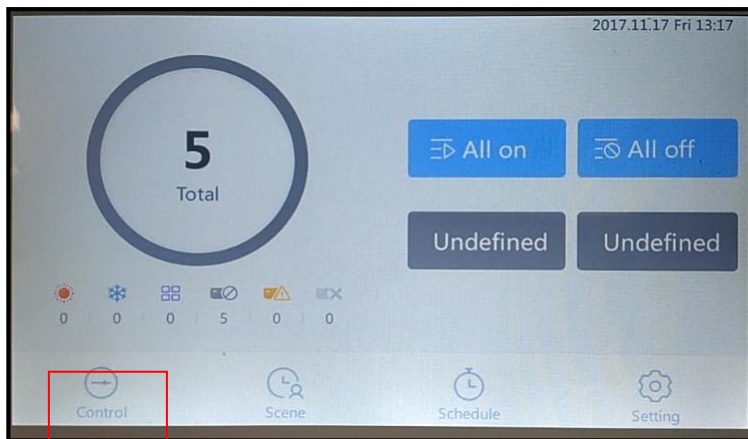 2017.11.17 Fri 13:17
5
Total
All on
All off
Undefined
Undefined
0 0 0 5 0 0
Control
Scene
Schedule
Setting